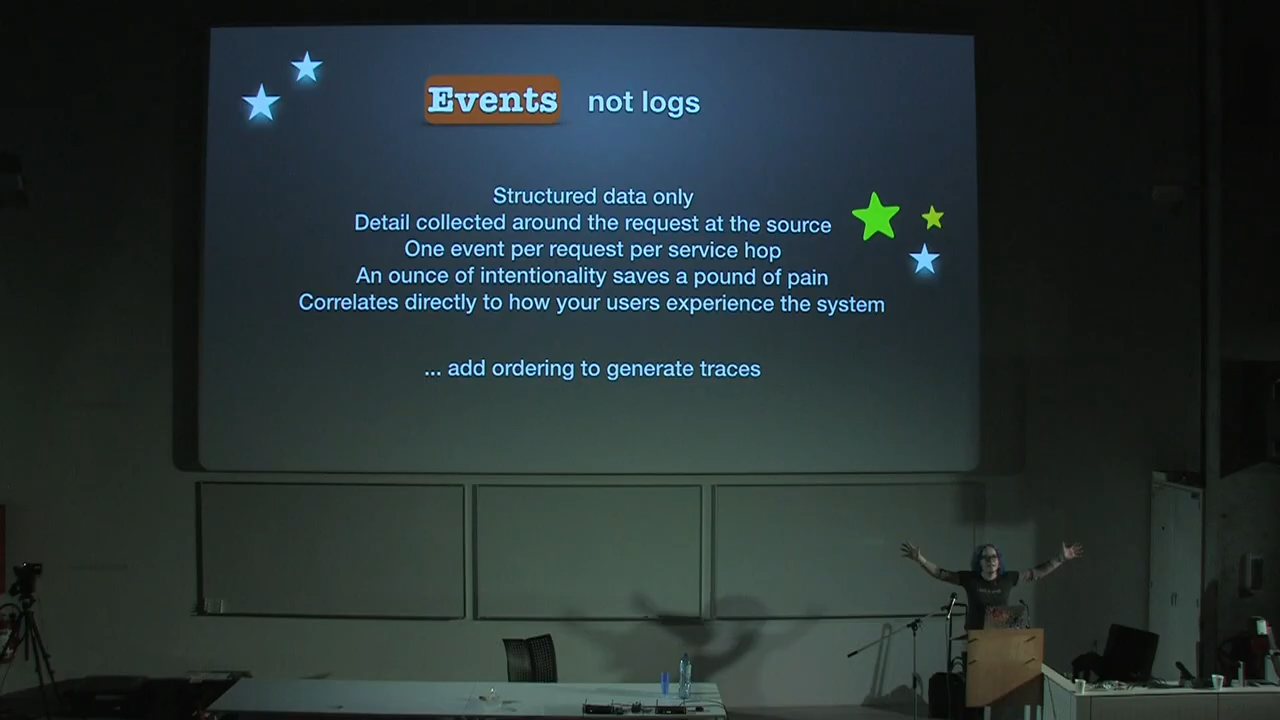 Events not logs
Structured data only
Detail collected around the request at the source
One event per request per service hop
An ounce of intentionality saves a pound of pain
Correlates directly to how your users experience the system
... add ordering to generate traces